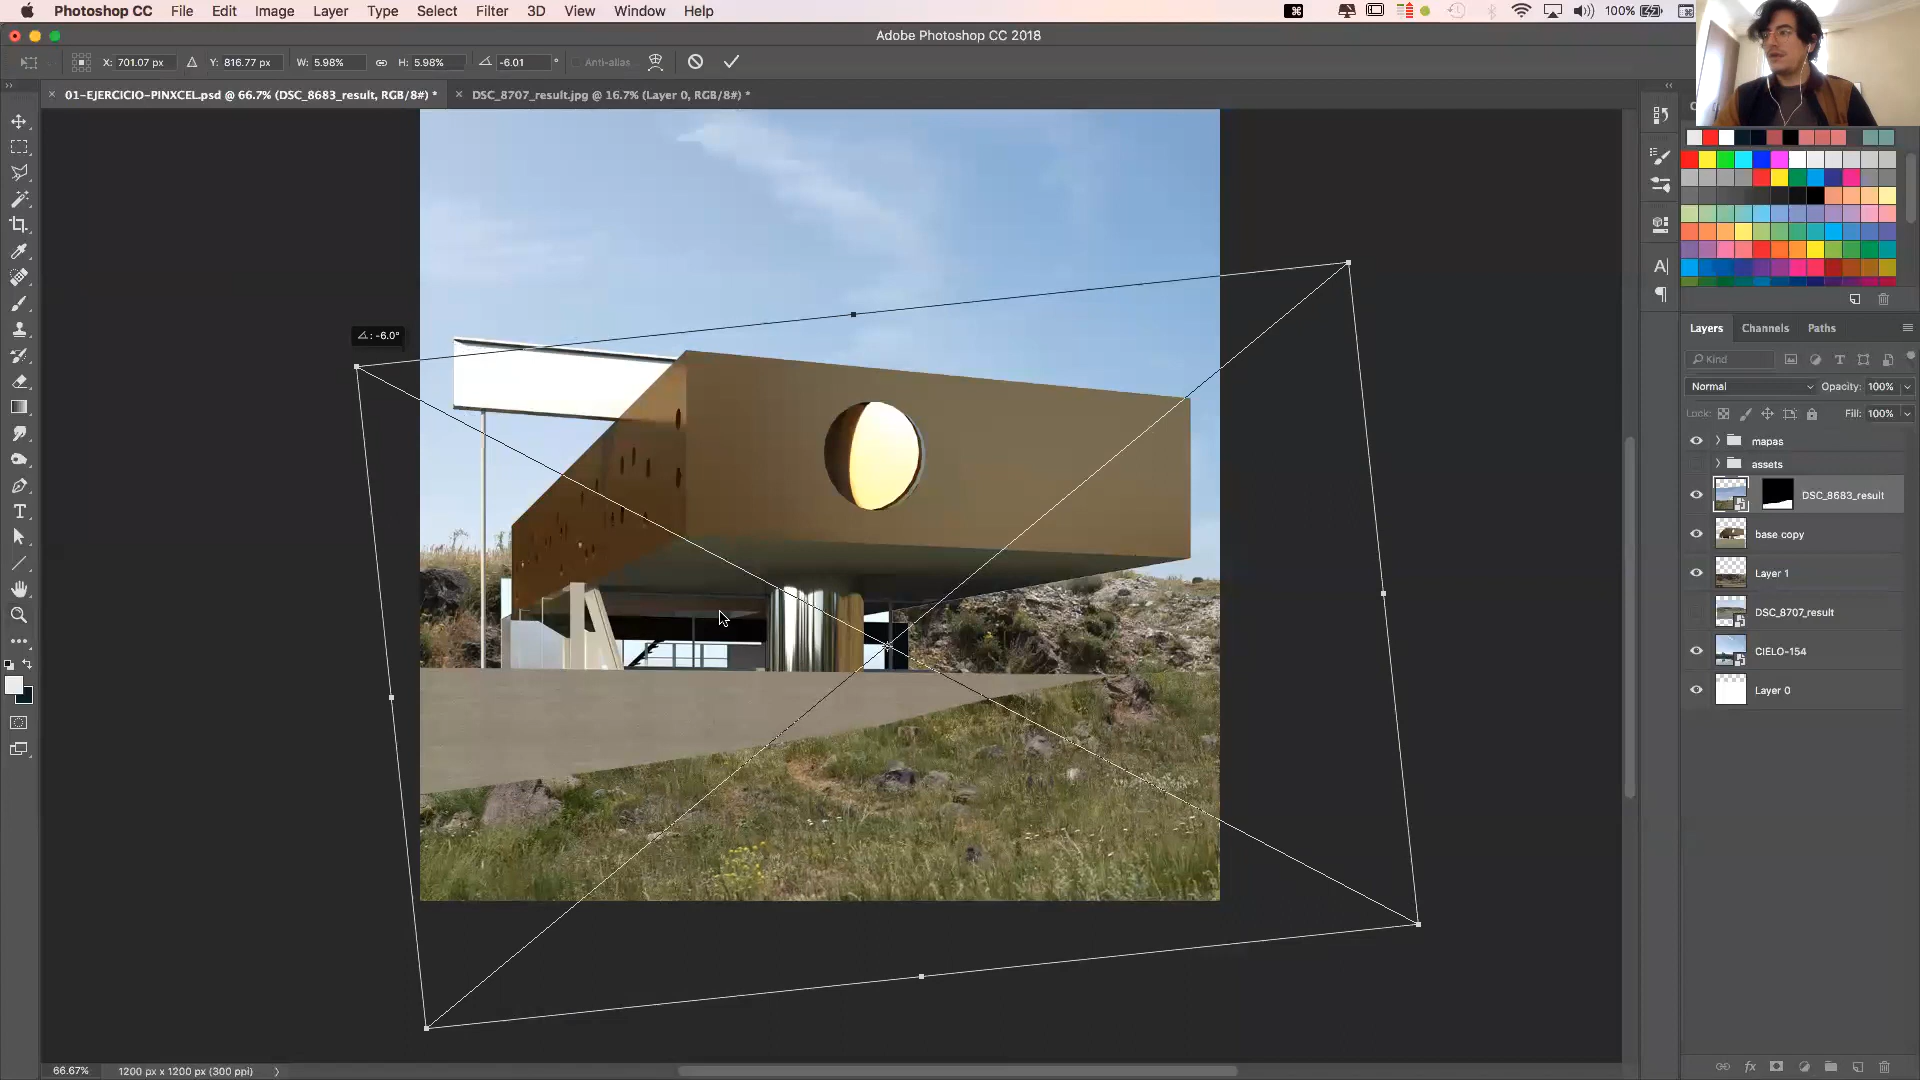 Photoshop CC File Edit Image Layer Type Select Filter 3D View Window Help 100%
Adobe Photoshop CC 2018
X: 701.07 px Y: 816.77 px W: 5.98% H: 5.98% -6.01 ° Anti-alias
01-EJERCICIO-PINXCEL.psd @ 66.7% (DSC_8683_result, RGB/8#) * DSC_8707_result.jpg @ 16.7% (Layer 0, RGB/8#) *
: -6.0°
Layers Channels Paths
Kind
Normal Opacity: 100%
Lock: Fill: 100%
mapas
assets
DSC_8683_result
base copy
Layer 1
DSC_8707_result
CIELO-154
Layer 0
66.67% 1200 px x 1200 px (300 ppi)